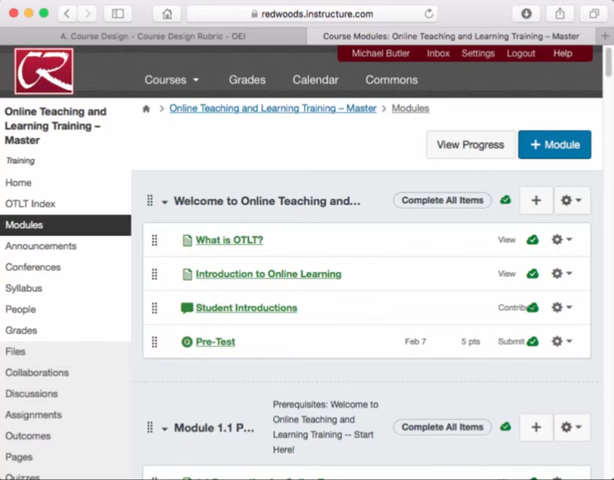 redwoods.instructure.com
A. Course Design - Course Design Rubric - OEI
Course Modules: Online Teaching and Learning Training – Master
Michael Butler Inbox Settings Logout Help
CR
Courses Grades Calendar Commons
Online Teaching and
Learning Training –
Master
Training
Online Teaching and Learning Training – Master Modules
View Progress + Module
Home
OTLT Index
Modules
Announcements
Conferences
Syllabus
People
Grades
Files
Collaborations
Discussions
Assignments
Outcomes
Pages
Quizzes
Welcome to Online Teaching and... Complete All Items
What is OTLT? View
Introduction to Online Learning View
Student Introductions Contrib
Pre-Test Feb 7 5 pts Submit
Module 1.1 P...
Prerequisites: Welcome to
Online Teaching and
Learning Training -- Start
Here!
Complete All Items